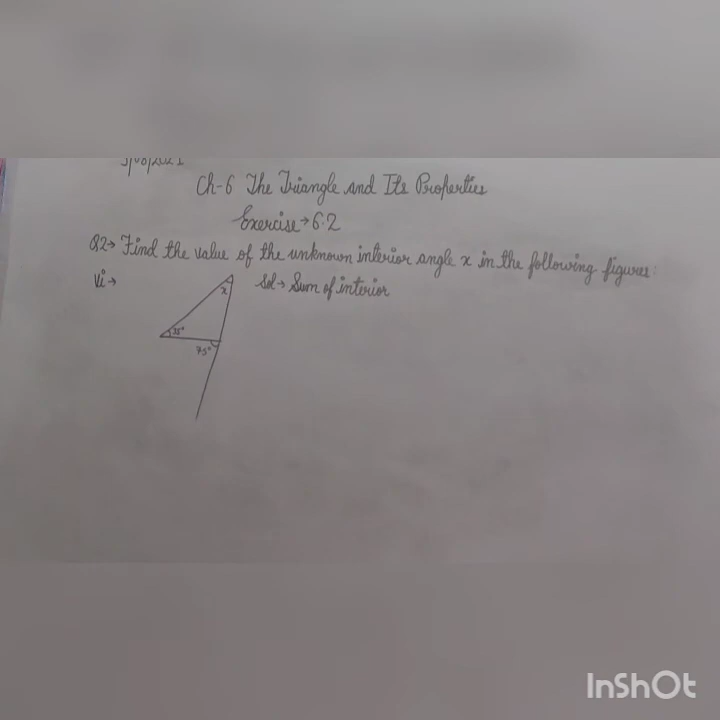 Ch-6 The Triangle and Its Properties
Exercise → 6.2
Q2→ Find the value of the unknown interior angle x in the following figures:
vi→
Sol→ Sum of interior
x
35°
75°
InShOt